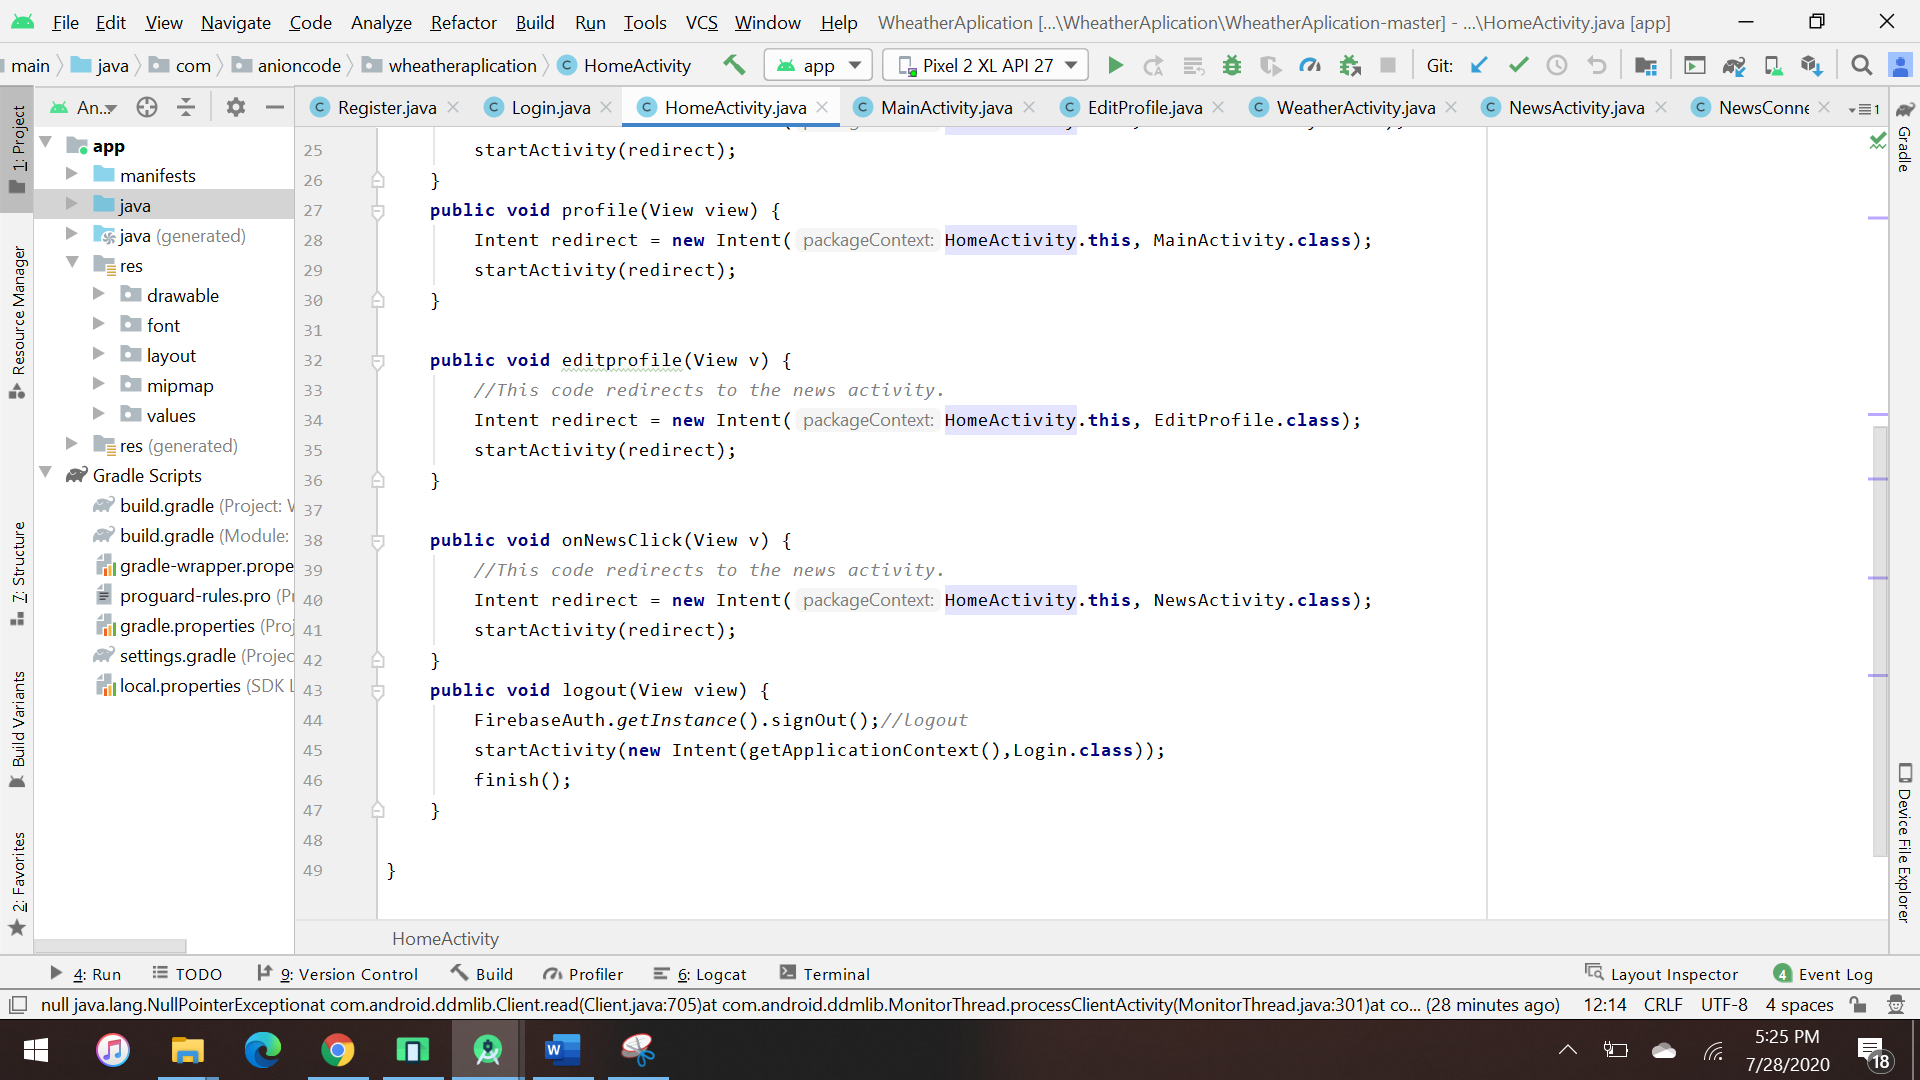 File Edit View Navigate Code Analyze Refactor Build Run Tools VCS Window Help WheatherAplication [...\WheatherAplication\WheatherAplication-master] - ...\HomeActivity.java [app]
main java com anioncode wheatheraplication C HomeActivity app Pixel 2 XL API 27 Git:
An... C Register.java C Login.java C HomeActivity.java C MainActivity.java C EditProfile.java C WeatherActivity.java C NewsActivity.java C NewsConne 1
1: Project
Resource Manager
7: Structure
Build Variants
2: Favorites
app
manifests
java
java (generated)
res
drawable
font
layout
mipmap
values
res (generated)
Gradle Scripts
build.gradle (Project: W
build.gradle (Module:
gradle-wrapper.prope
proguard-rules.pro (Pr
gradle.properties (Proj
settings.gradle (Projec
local.properties (SDK L
25 startActivity(redirect);
26 }
27 public void profile(View view) {
28 Intent redirect = new Intent( packageContext: HomeActivity.this, MainActivity.class);
29 startActivity(redirect);
30 }
31
32 public void editprofile(View v) {
33 //This code redirects to the news activity.
34 Intent redirect = new Intent( packageContext: HomeActivity.this, EditProfile.class);
35 startActivity(redirect);
36 }
37
38 public void onNewsClick(View v) {
39 //This code redirects to the news activity.
40 Intent redirect = new Intent( packageContext: HomeActivity.this, NewsActivity.class);
41 startActivity(redirect);
42 }
43 public void logout(View view) {
44 FirebaseAuth.getInstance().signOut();//logout
45 startActivity(new Intent(getApplicationContext(),Login.class));
46 finish();
47 }
48
49 }
Gradle
Device File Explorer
HomeActivity
4: Run TODO 9: Version Control Build Profiler 6: Logcat Terminal Layout Inspector 4 Event Log
null java.lang.NullPointerExceptionat com.android.ddmlib.Client.read(Client.java:705)at com.android.ddmlib.MonitorThread.processClientActivity(MonitorThread.java:301)at co... (28 minutes ago) 12:14 CRLF UTF-8 4 spaces
W
5:25 PM
7/28/2020
18